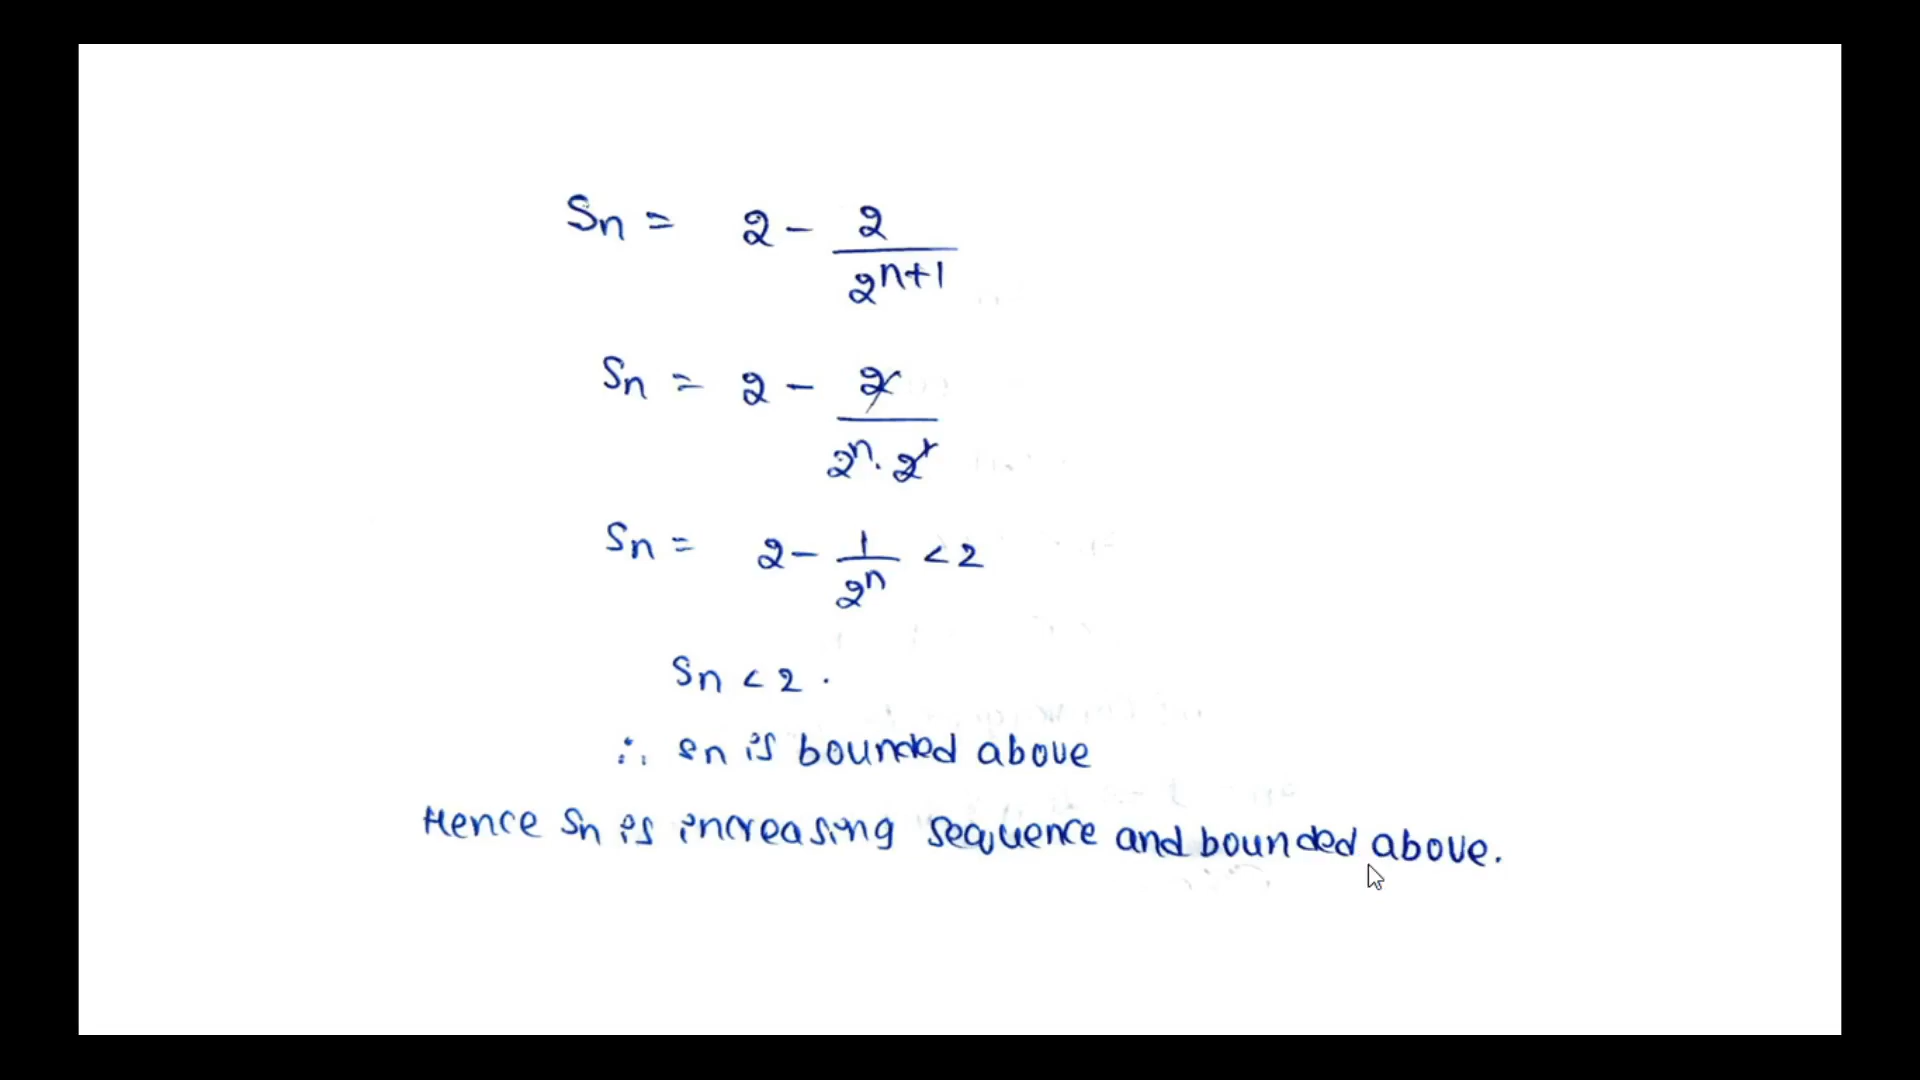 Sn = 2 - 2 / 2^{n+1}
Sn = 2 - 2 / 2^n . 2^1
Sn = 2 - 1 / 2^n < 2
Sn < 2 .
∴ sn is bounded above
Hence Sn is increasing sequence and bounded above.